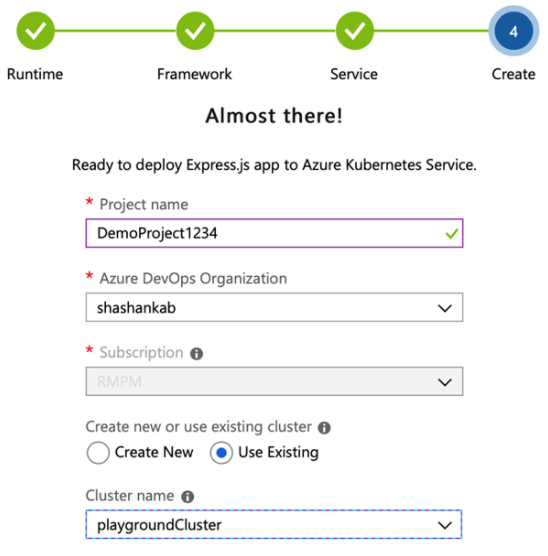 4
Runtime Framework Service Create
Almost there!
Ready to deploy Express.js app to Azure Kubernetes Service.
* Project name
DemoProject1234
* Azure DevOps Organization
shashankab
* Subscription
RMPM
Create new or use existing cluster
Create New Use Existing
Cluster name
playgroundCluster